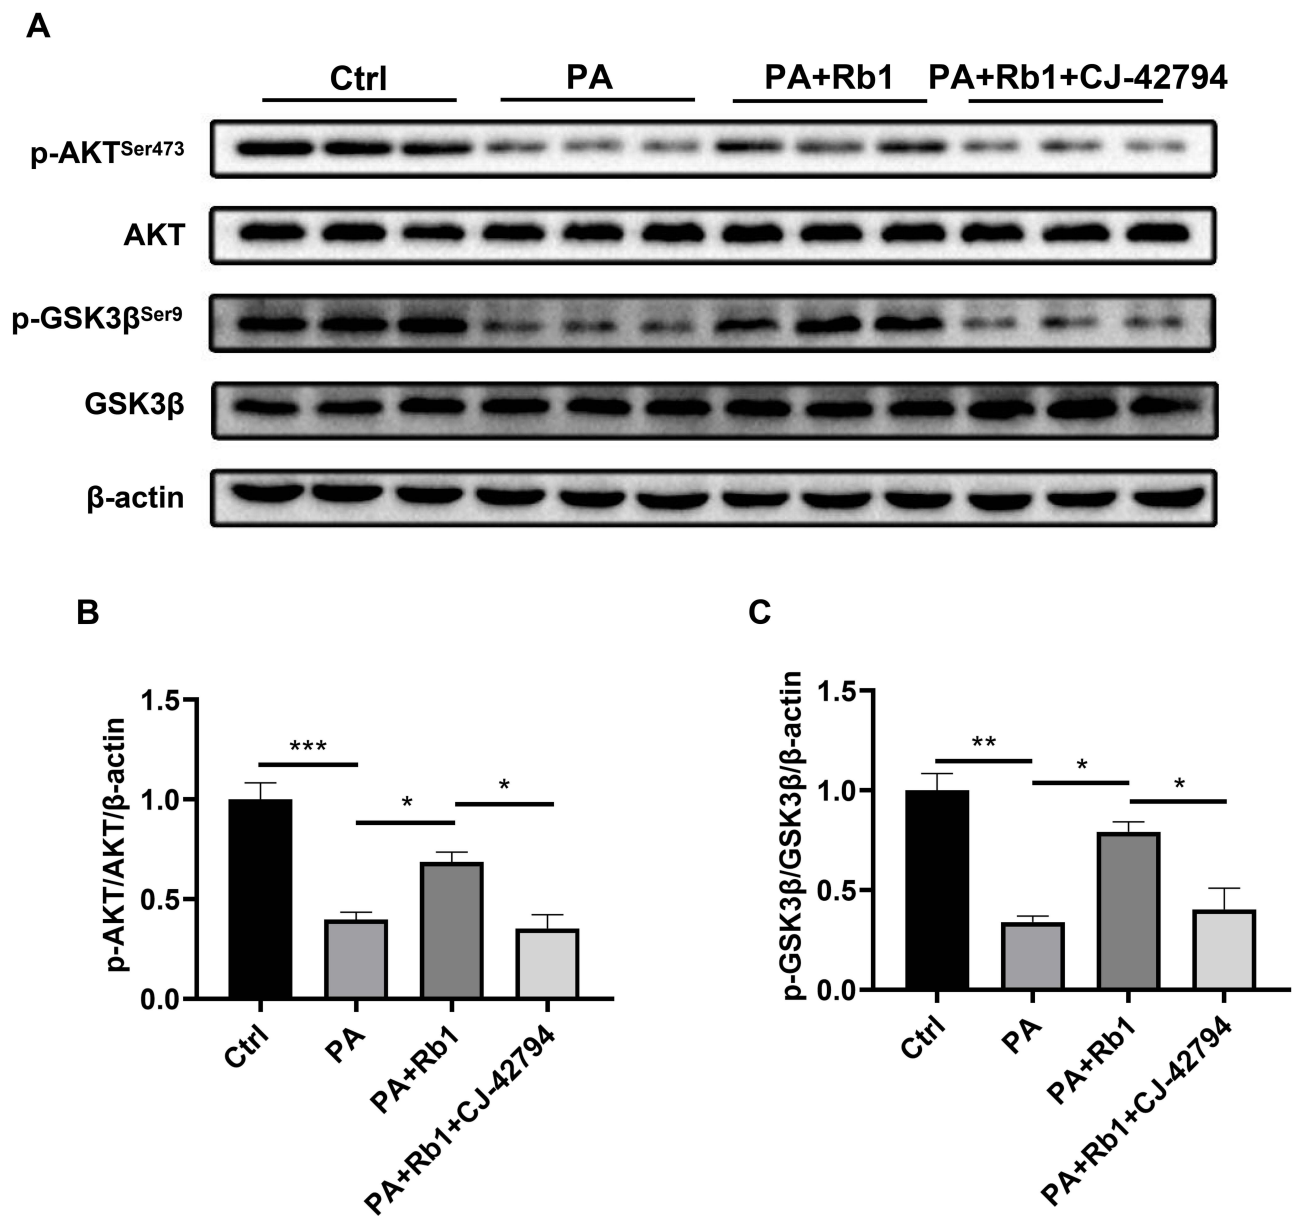 A
Ctrl PA PA+Rb1 PA+Rb1+CJ-42794
p-AKTSer473
AKT
p-GSK3βSer9
GSK3β
β-actin
B
p-AKT/AKT/β-actin
1.5
1.0
0.5
0.0
***
*
*
Ctrl
PA
PA+Rb1
PA+Rb1+CJ-42794
C
p-GSK3β/GSK3β/β-actin
1.5
1.0
0.5
0.0
**
*
*
Ctrl
PA
PA+Rb1
PA+Rb1+CJ-42794